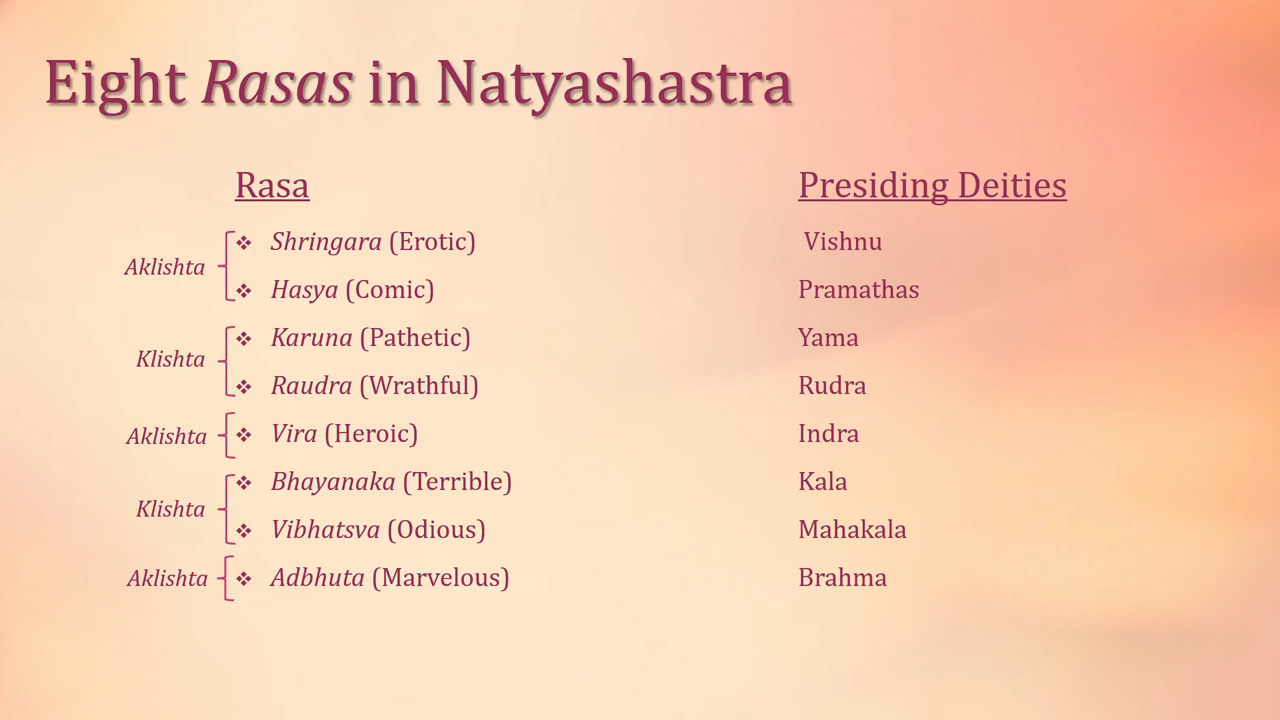 Eight Rasas in Natyashastra
Rasa Presiding Deities
Aklishta
❖ Shringara (Erotic) Vishnu
❖ Hasya (Comic) Pramathas
Klishta
❖ Karuna (Pathetic) Yama
❖ Raudra (Wrathful) Rudra
Aklishta ❖ Vira (Heroic) Indra
Klishta
❖ Bhayanaka (Terrible) Kala
❖ Vibhatsva (Odious) Mahakala
Aklishta ❖ Adbhuta (Marvelous) Brahma